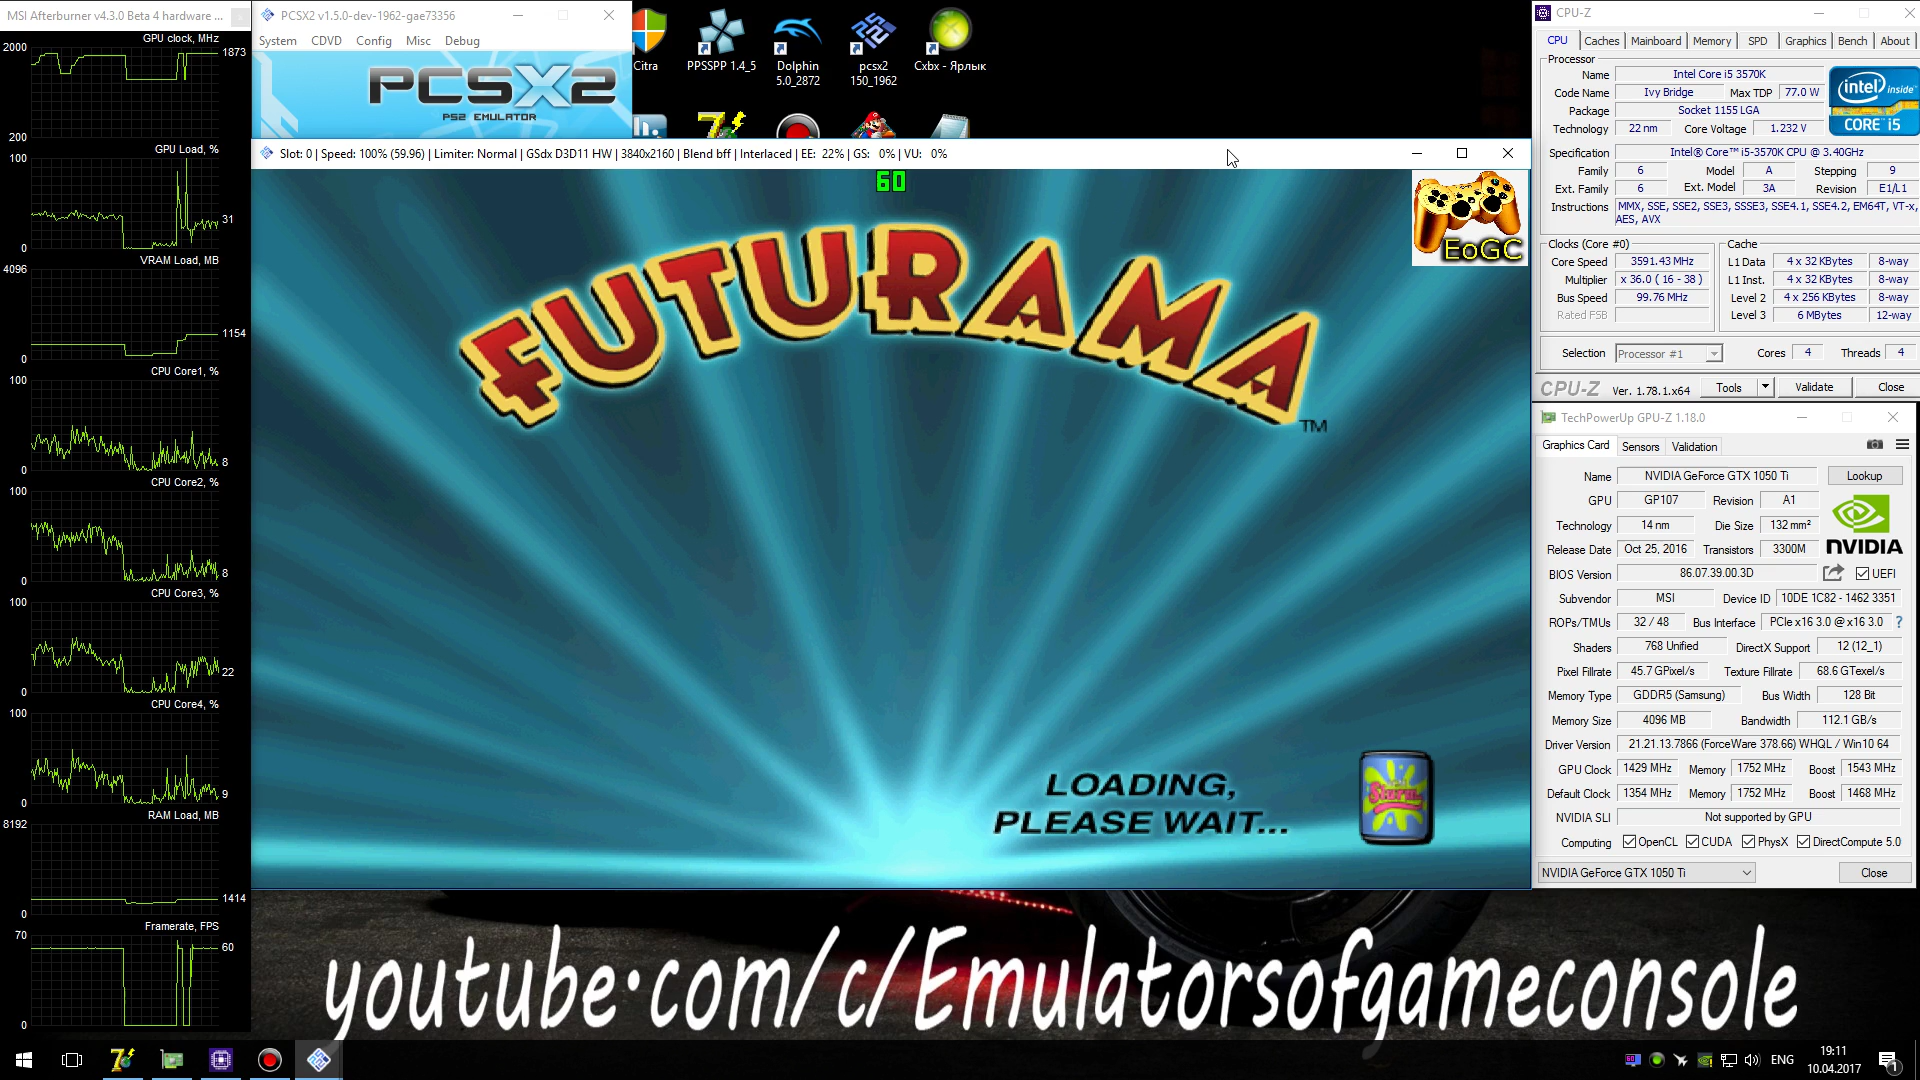 MSI Afterburner v4.3.0 Beta 4 hardware ...
GPU clock, MHz
2000
1873
200
GPU Load, %
100
31
0
VRAM Load, MB
4096
1154
0
CPU Core1, %
100
8
0
CPU Core2, %
100
8
0
CPU Core3, %
100
22
0
CPU Core4, %
100
9
0
RAM Load, MB
8192
1414
0
Framerate, FPS
70
60
0
PCSX2 v1.5.0-dev-1962-gae73356
System CDVD Config Misc Debug
PCSX2
PS2 EMULATOR
Citra
PPSSPP 1.4_5
Dolphin 5.0_2872
pcsx2 150_1962
Cxbx - Ярлык
Slot: 0 | Speed: 100% (59.96) | Limiter: Normal | GSdx D3D11 HW | 3840x2160 | Blend bff | Interlaced | EE: 22% | GS: 0% | VU: 0%
60
EoGC
FUTURAMA
TM
LOADING,
PLEASE WAIT...
Slurm
youtube.com/c/Emulatorsofgameconsole
CPU-Z
CPU Caches Mainboard Memory SPD Graphics Bench About
Processor
Name Intel Core i5 3570K
Code Name Ivy Bridge Max TDP 77.0 W
Package Socket 1155 LGA
Technology 22 nm Core Voltage 1.232 V
intel inside
CORE i5
Specification Intel® Core™ i5-3570K CPU @ 3.40GHz
Family 6 Model A Stepping 9
Ext. Family 6 Ext. Model 3A Revision E1/L1
Instructions MMX, SSE, SSE2, SSE3, SSSE3, SSE4.1, SSE4.2, EM64T, VT-x,
AES, AVX
Clocks (Core #0)
Core Speed 3591.43 MHz
Multiplier x 36.0 ( 16 - 38 )
Bus Speed 99.76 MHz
Rated FSB
Cache
L1 Data 4 x 32 KBytes 8-way
L1 Inst. 4 x 32 KBytes 8-way
Level 2 4 x 256 KBytes 8-way
Level 3 6 MBytes 12-way
Selection Processor #1 Cores 4 Threads 4
CPU-Z Ver. 1.78.1.x64 Tools Validate Close
TechPowerUp GPU-Z 1.18.0
Graphics Card Sensors Validation
Name NVIDIA GeForce GTX 1050 Ti Lookup
GPU GP107 Revision A1
Technology 14 nm Die Size 132 mm²
Release Date Oct 25, 2016 Transistors 3300M
NVIDIA
BIOS Version 86.07.39.00.3D UEFI
Subvendor MSI Device ID 10DE 1C82 - 1462 3351
ROPs/TMUs 32 / 48 Bus Interface PCIe x16 3.0 @ x16 3.0 ?
Shaders 768 Unified DirectX Support 12 (12_1)
Pixel Fillrate 45.7 GPixel/s Texture Fillrate 68.6 GTexel/s
Memory Type GDDR5 (Samsung) Bus Width 128 Bit
Memory Size 4096 MB Bandwidth 112.1 GB/s
Driver Version 21.21.13.7866 (ForceWare 378.66) WHQL / Win10 64
GPU Clock 1429 MHz Memory 1752 MHz Boost 1543 MHz
Default Clock 1354 MHz Memory 1752 MHz Boost 1468 MHz
NVIDIA SLI Not supported by GPU
Computing OpenCL CUDA PhysX DirectCompute 5.0
NVIDIA GeForce GTX 1050 Ti Close
ENG
19:11
10.04.2017
1